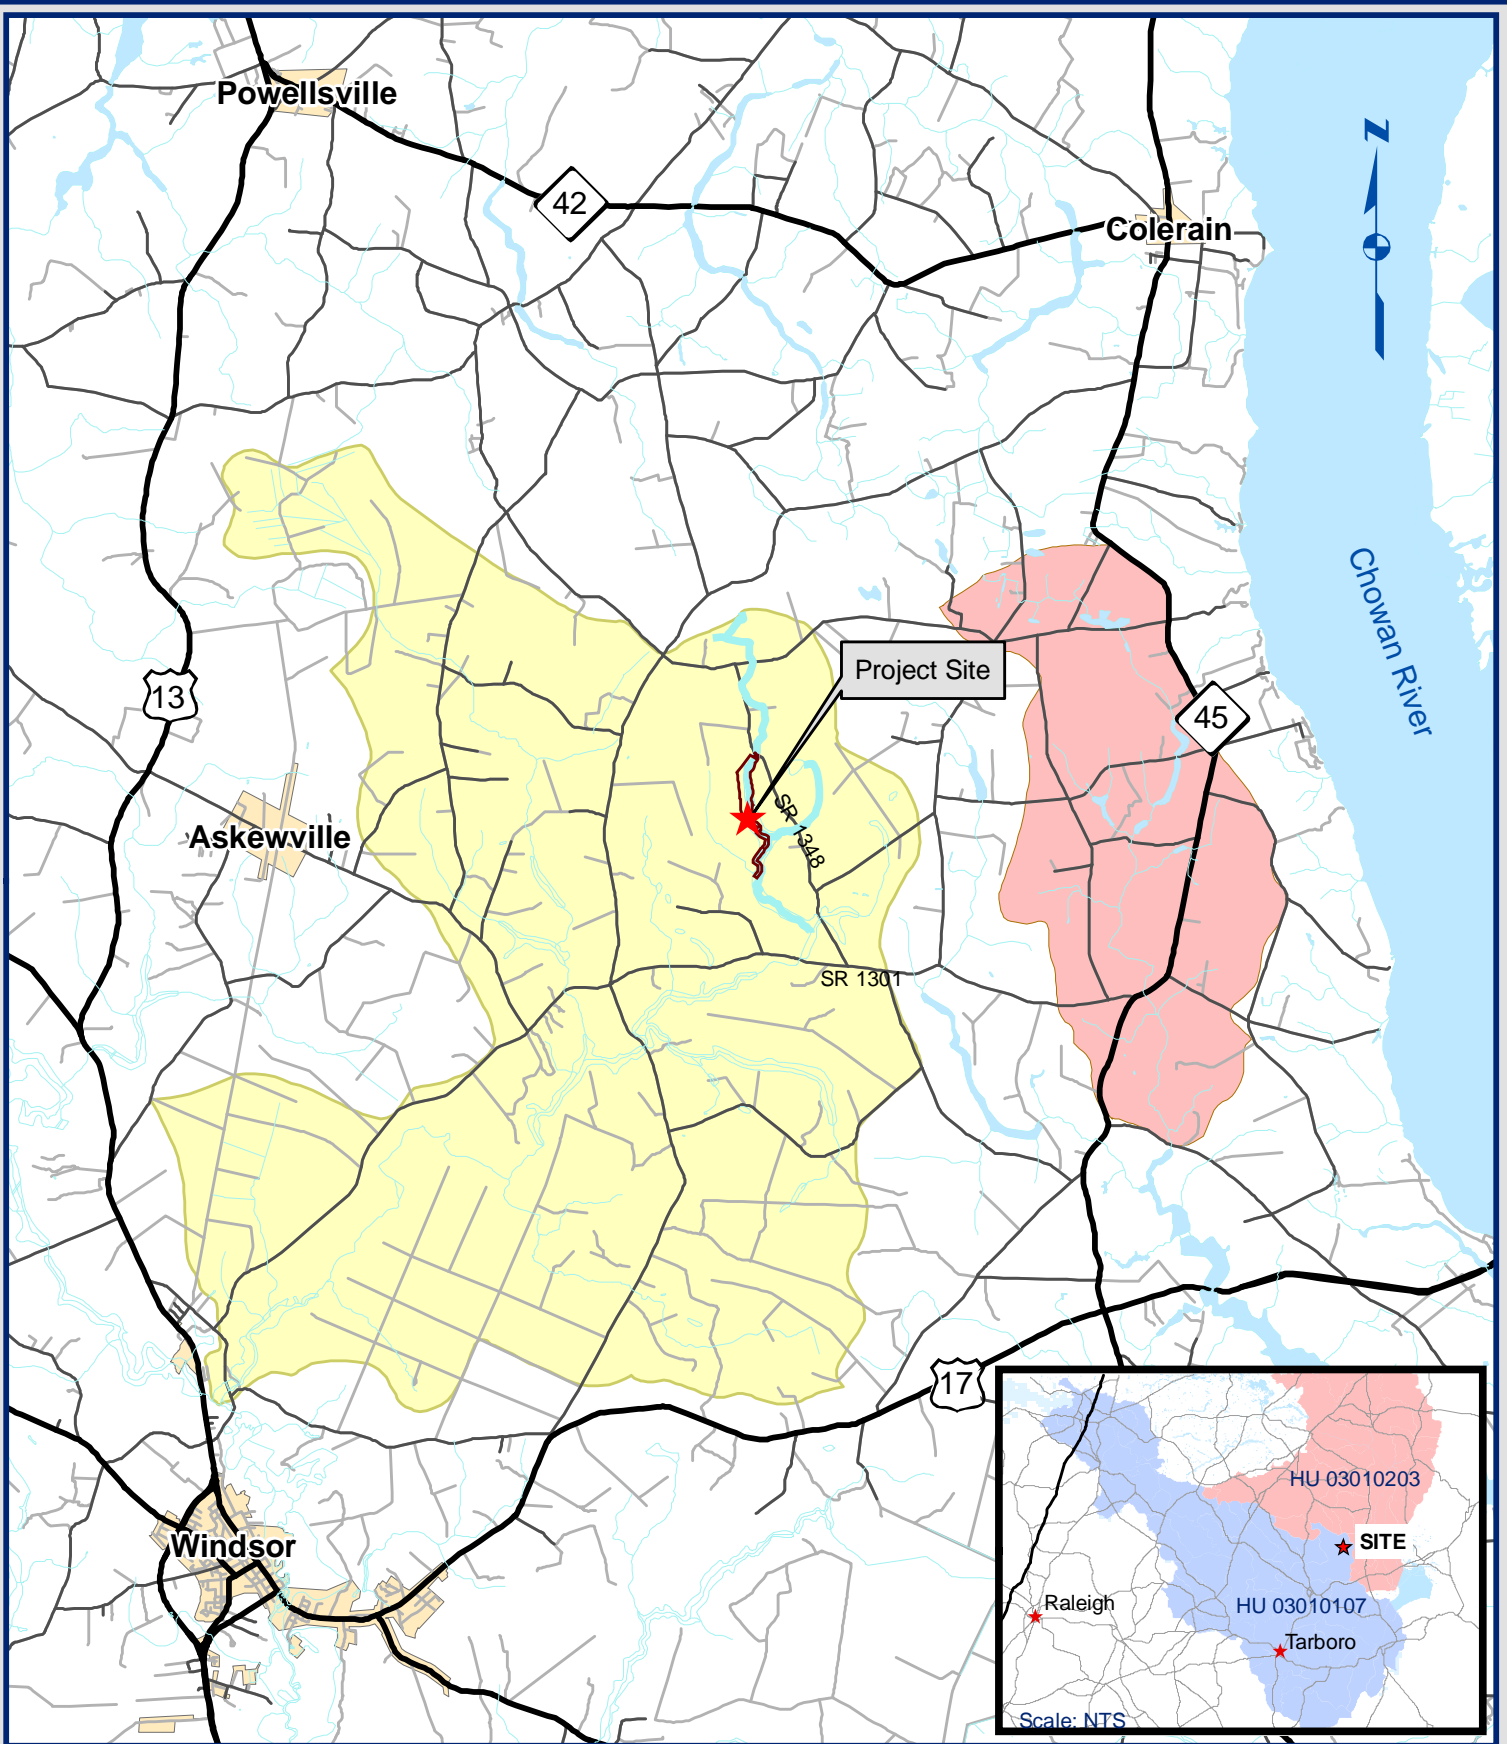 Powellsville
42
Colerain
Z
Chowan River
Project Site
13
45
SR 1348
Askewville
SR 1301
17
HU 03010203
SITE
Windsor
Raleigh
HU 03010107
Tarboro
Scale: NTS